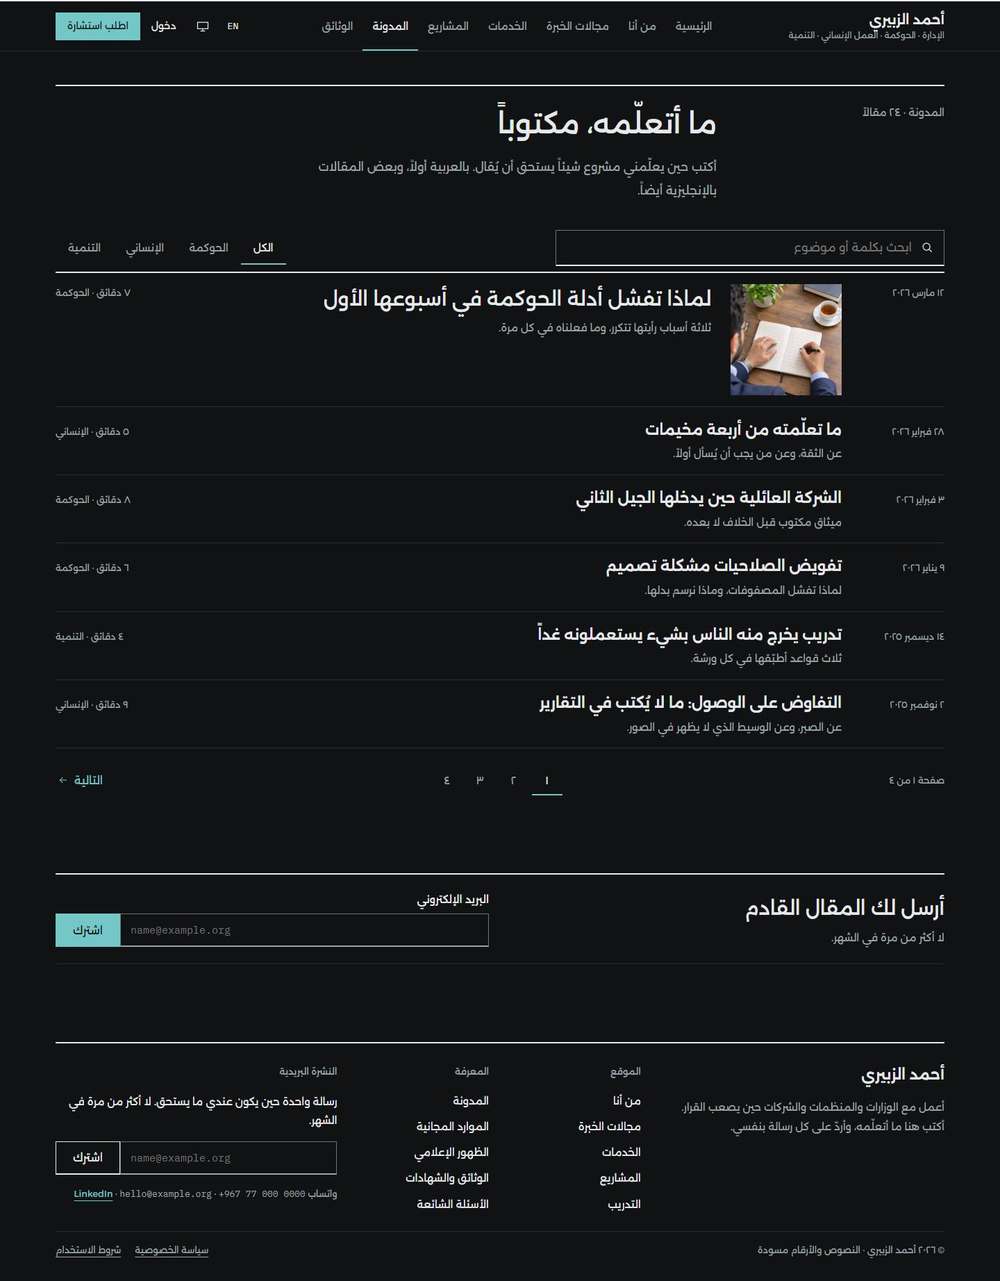 أحمد الزبيري
الإدارة · الحوكمة · العمل الإنساني · التنمية
الرئيسية
من أنا
مجالات الخبرة
الخدمات
المشاريع
المدونة
الوثائق
EN
دخول
اطلب استشارة
المدونة · ٢٤ مقالاً
ما أتعلّمه، مكتوباً
أكتب حين يعلّمني مشروع شيئاً يستحق أن يُقال. بالعربية أولاً، وبعض المقالات
بالإنجليزية أيضاً.
ابحث بكلمة أو موضوع
الكل
الحوكمة
الإنساني
التنمية
١٢ مارس ٢٠٢٦
لماذا تفشل أدلة الحوكمة في أسبوعها الأول
ثلاثة أسباب رأيتها تتكرر، وما فعلناه في كل مرة.
٧ دقائق · الحوكمة
٢٨ فبراير ٢٠٢٦
ما تعلّمته من أربعة مخيمات
عن الثقة، وعن من يجب أن يُسأل أولاً.
٥ دقائق · الإنساني
٣ فبراير ٢٠٢٦
الشركة العائلية حين يدخلها الجيل الثاني
ميثاق مكتوب قبل الخلاف لا بعده.
٨ دقائق · الحوكمة
٩ يناير ٢٠٢٦
تفويض الصلاحيات مشكلة تصميم
لماذا تفشل المصفوفات، وماذا نرسم بدلها.
٦ دقائق · الحوكمة
١٤ ديسمبر ٢٠٢٥
تدريب يخرج منه الناس بشيء يستعملونه غداً
ثلاث قواعد أطبّقها في كل ورشة.
٤ دقائق · التنمية
٢ نوفمبر ٢٠٢٥
التفاوض على الوصول: ما لا يُكتب في التقارير
عن الصبر، وعن الوسيط الذي لا يظهر في الصور.
٩ دقائق · الإنساني
صفحة ١ من ٤
١
٢
٣
٤
التالية ←
أرسل لك المقال القادم
لا أكثر من مرة في الشهر.
البريد الإلكتروني
name@example.org
اشترك
أحمد الزبيري
أعمل مع الوزارات والمنظمات والشركات حين يصعب القرار.
أكتب هنا ما أتعلّمه، وأردّ على كل رسالة بنفسي.
الموقع
من أنا
مجالات الخبرة
الخدمات
المشاريع
التدريب
المعرفة
المدونة
الموارد المجانية
الظهور الإعلامي
الوثائق والشهادات
الأسئلة الشائعة
النشرة البريدية
رسالة واحدة حين يكون عندي ما يستحق. لا أكثر من مرة في
الشهر.
name@example.org
اشترك
واتساب ‎+967 77 000 0000 · hello@example.org · LinkedIn
© ٢٠٢٦ أحمد الزبيري · النصوص والأرقام مسودة
سياسة الخصوصية
شروط الاستخدام